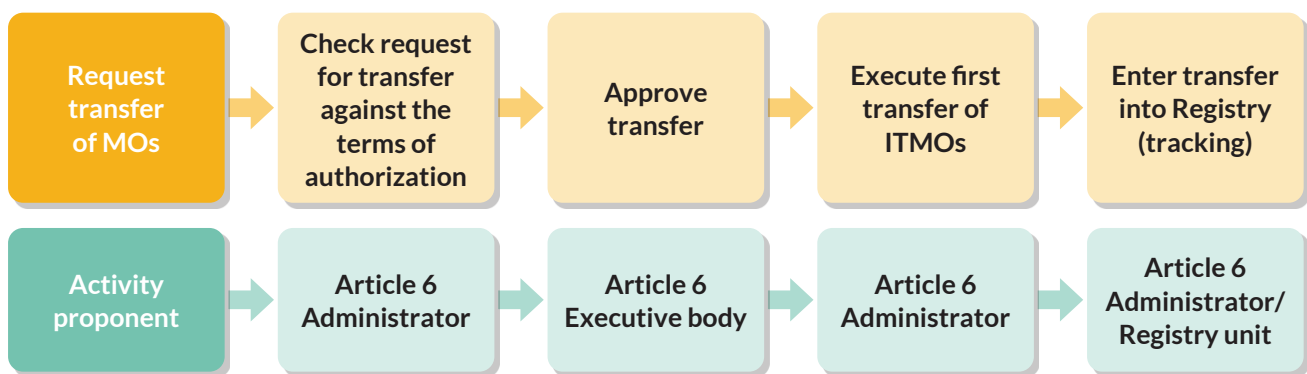 Request
transfer
of MOs
Check request
for transfer
against the
terms of
authorization
Approve
transfer
Execute first
transfer of
ITMOs
Enter transfer
into Registry
(tracking)
Activity
proponent
Article 6
Administrator
Article 6
Executive body
Article 6
Administrator
Article 6
Administrator/
Registry unit